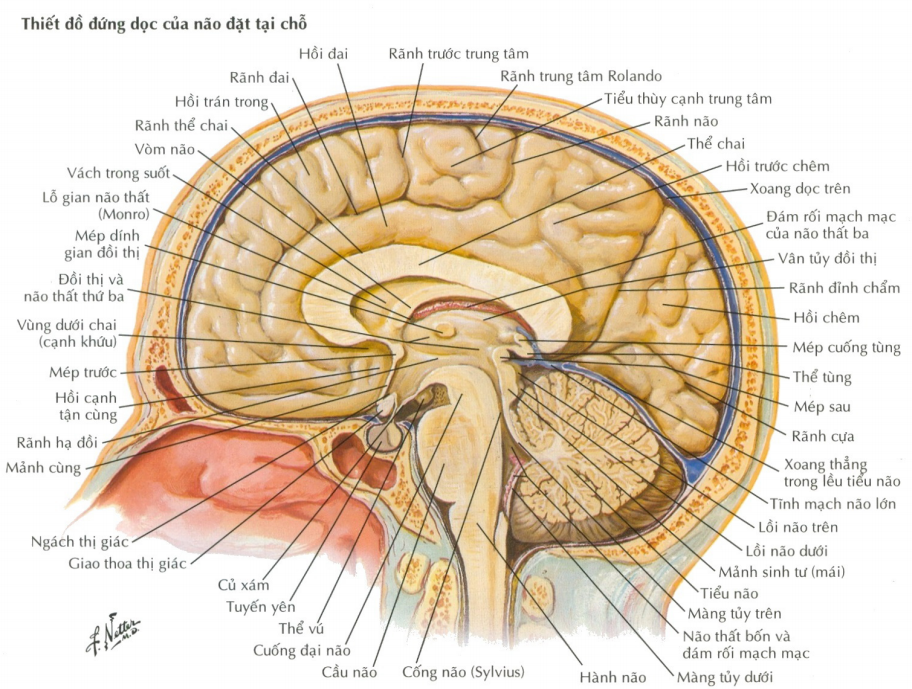 Thiết đồ đứng dọc của não đặt tại chỗ
Hồi đai
Rãnh trước trung tâm
Rãnh đai
Rãnh trung tâm Rolando
Hồi trán trong
Tiểu thùy cạnh trung tâm
Rãnh thể chai
Rãnh não
Vòm não
Thể chai
Vách trong suốt
Hồi trước chêm
Lỗ gian não thất
(Monro)
Xoang dọc trên
Mép dính
gian đồi thị
Đám rối mạch mạc
của não thất ba
Vân tủy đồi thị
Đồi thị và
não thất thứ ba
Rãnh đỉnh chẩm
Vùng dưới chai
(cạnh khứu)
Hồi chêm
Mép cuống tùng
Mép trước
Thể tùng
Hồi cạnh
tận cùng
Mép sau
Rãnh hạ đồi
Rãnh cựa
Mảnh cùng
Xoang thẳng
trong lều tiểu não
Tĩnh mạch não lớn
Lồi não trên
Ngách thị giác
Lồi não dưới
Giao thoa thị giác
Mảnh sinh tư (mái)
Củ xám
Tiểu não
Tuyến yên
Màng tủy trên
Thể vú
Não thất bốn và
đám rối mạch mạc
Cuống đại não
Cầu não
Cống não (Sylvius)
Hành não
Màng tủy dưới
F. Netter
M.D.